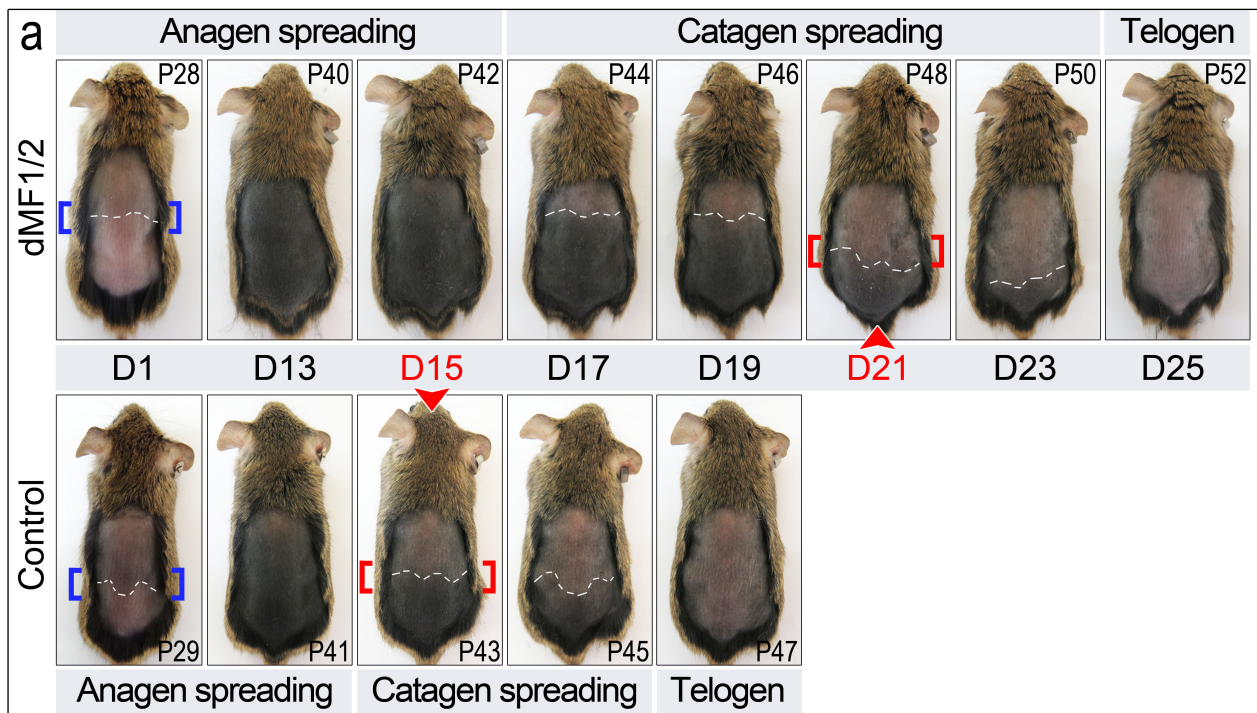 a
Anagen spreading
Catagen spreading
Telogen
dMF1/2
P28
P40
P42
P44
P46
P48
P50
P52
D1
D13
D15
D17
D19
D21
D23
D25
Control
P29
P41
P43
P45
P47
Anagen spreading
Catagen spreading
Telogen